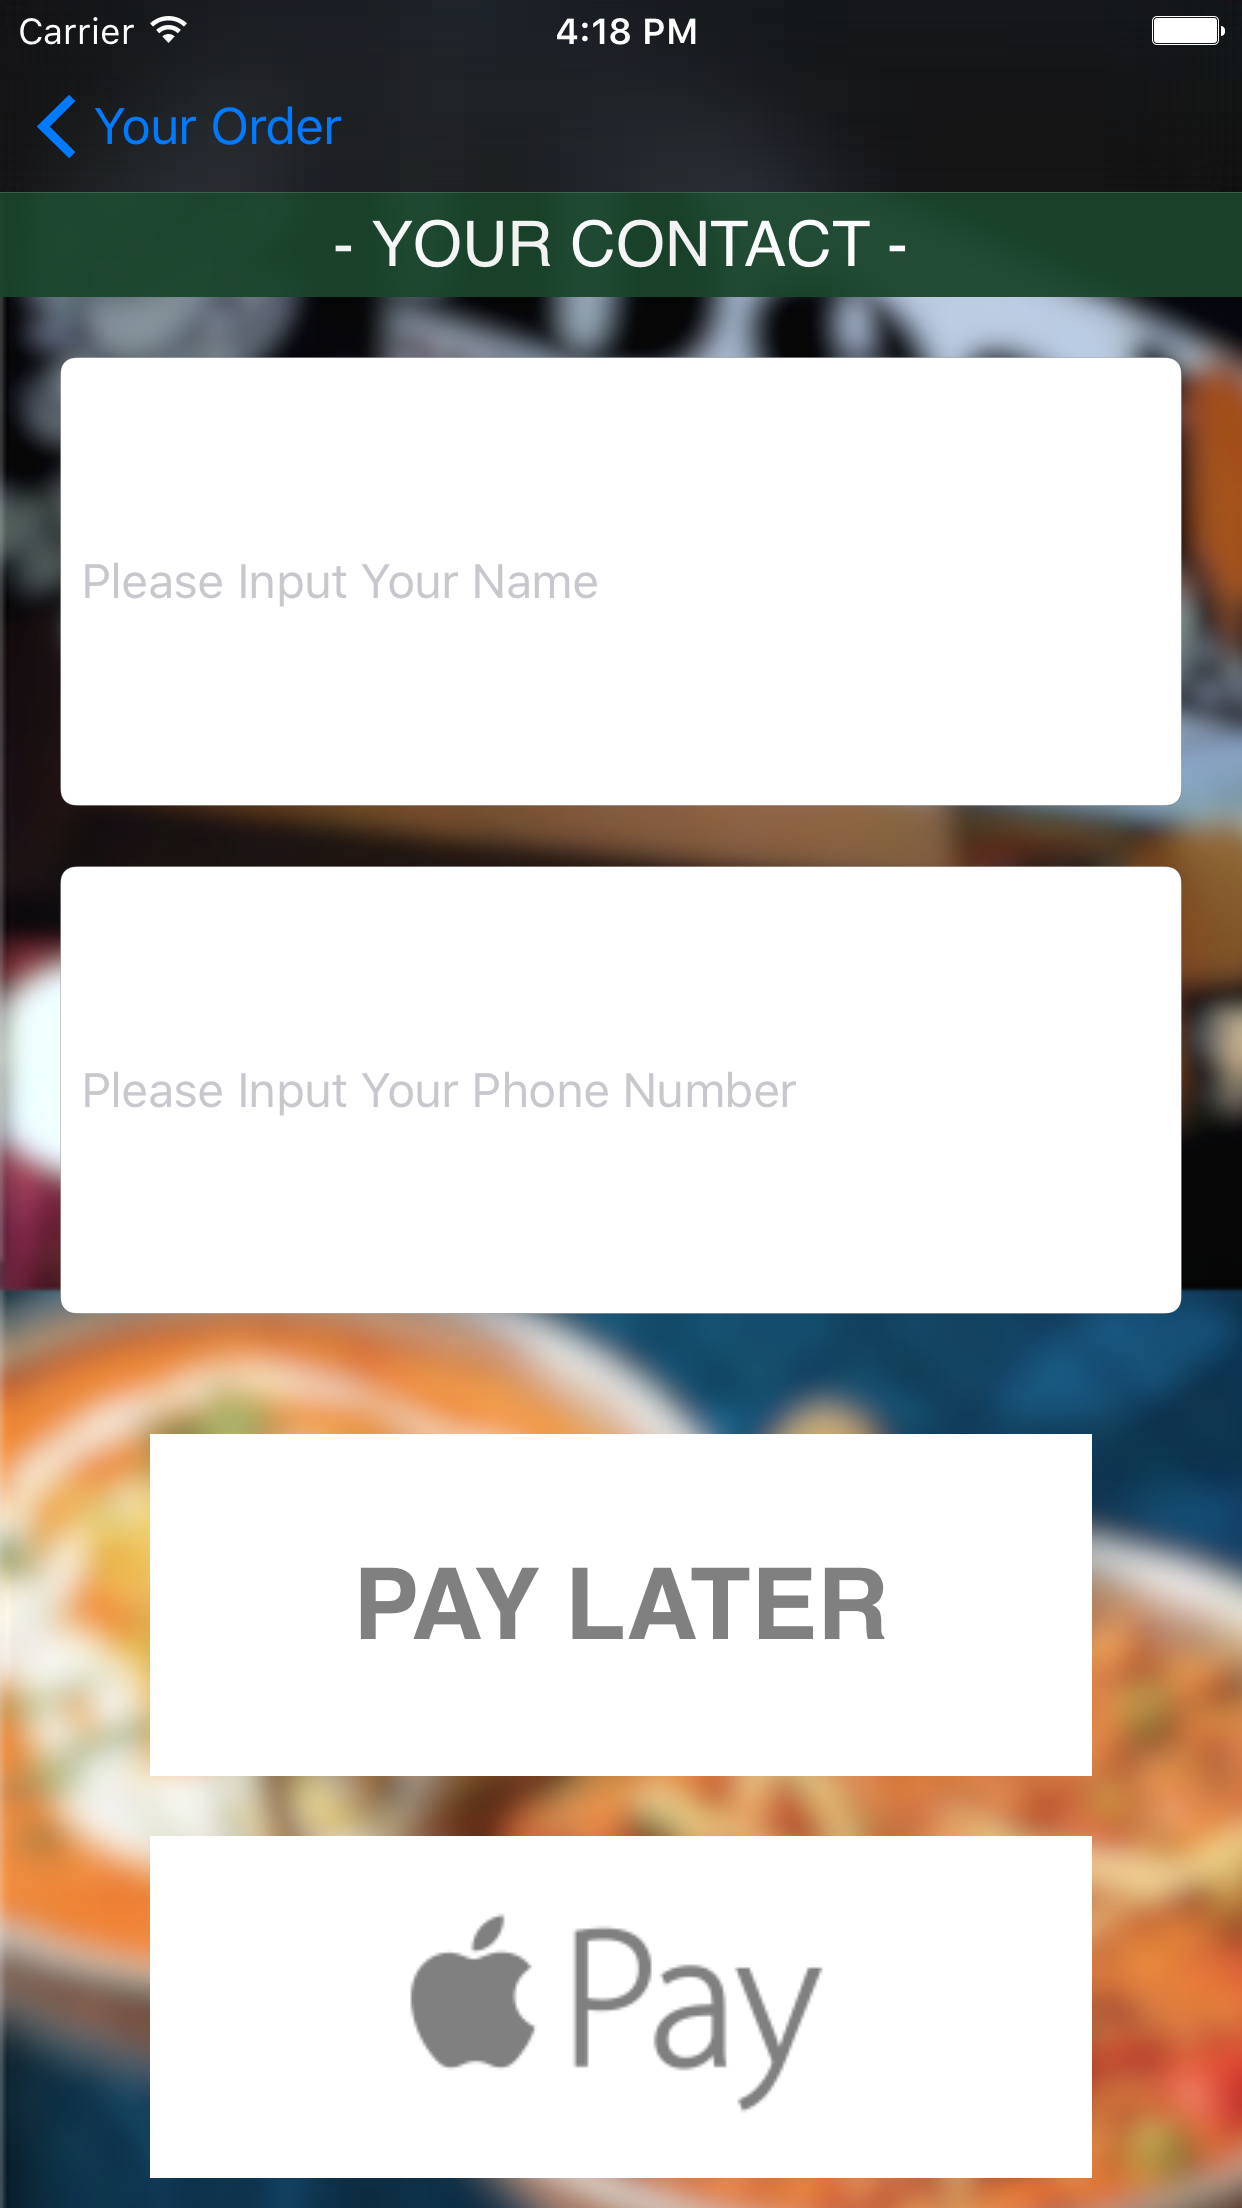 Carrier 4:18 PM
Your Order
- YOUR CONTACT -
Please Input Your Name
Please Input Your Phone Number
PAY LATER
Pay